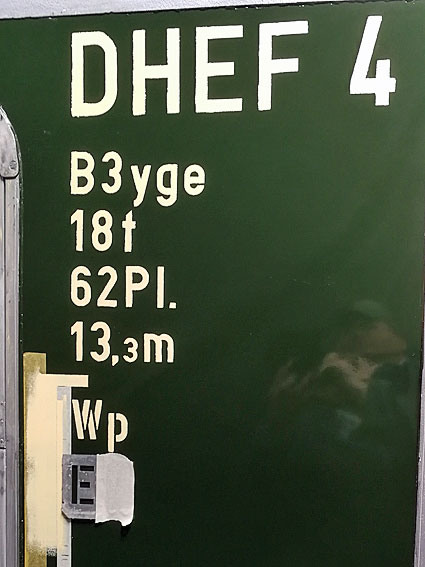 DHEF 4
B3yge
18t
62Pl.
13,3m
Wp
E